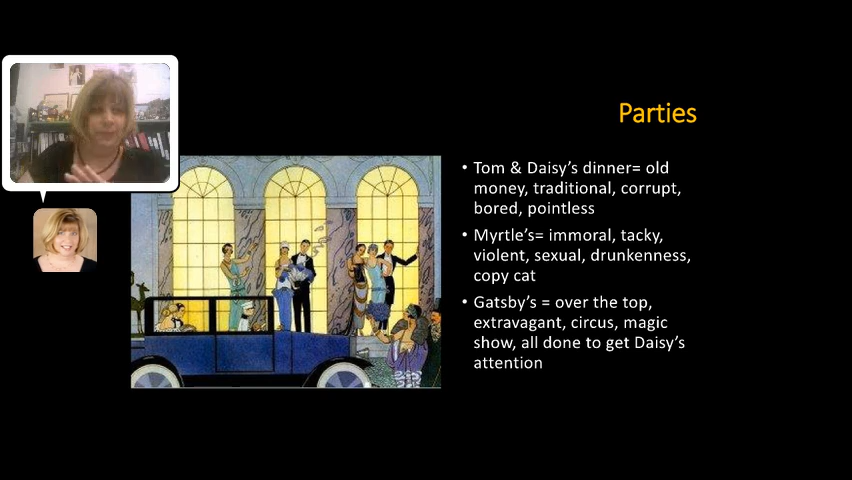 Parties
• Tom & Daisy's dinner= old
money, traditional, corrupt,
bored, pointless
• Myrtle's= immoral, tacky,
violent, sexual, drunkenness,
copy cat
• Gatsby's = over the top,
extravagant, circus, magic
show, all done to get Daisy's
attention